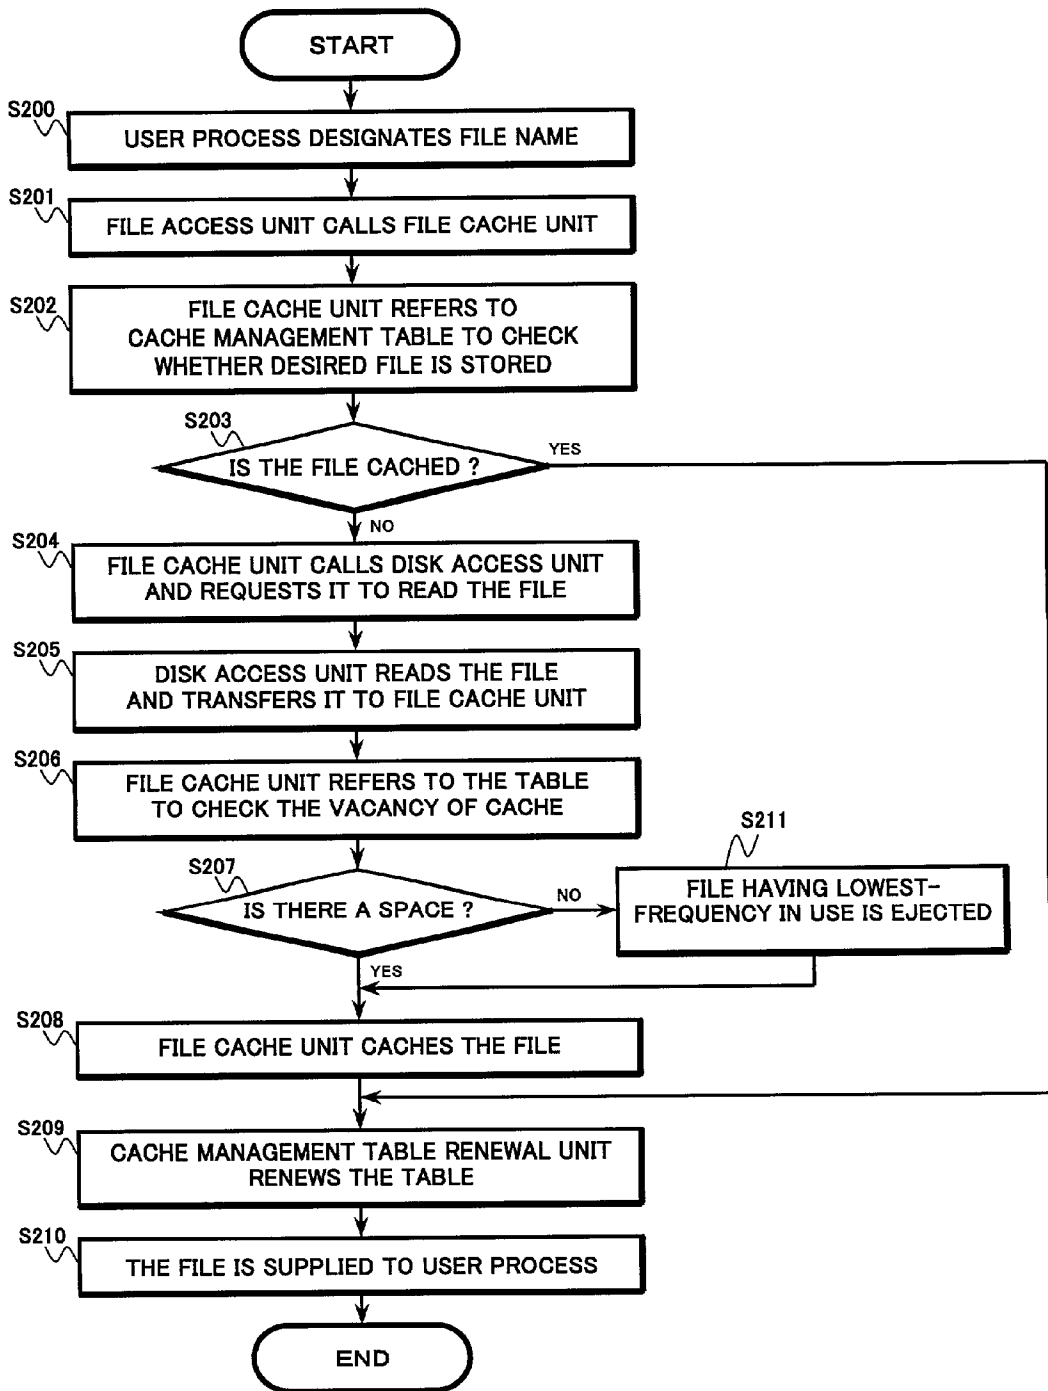 START
S200
USER PROCESS DESIGNATES FILE NAME
S201
FILE ACCESS UNIT CALLS FILE CACHE UNIT
S202
FILE CACHE UNIT REFERS TO
CACHE MANAGEMENT TABLE TO CHECK
WHETHER DESIRED FILE IS STORED
S203
IS THE FILE CACHED ?
YES
NO
S204
FILE CACHE UNIT CALLS DISK ACCESS UNIT
AND REQUESTS IT TO READ THE FILE
S205
DISK ACCESS UNIT READS THE FILE
AND TRANSFERS IT TO FILE CACHE UNIT
S206
FILE CACHE UNIT REFERS TO THE TABLE
TO CHECK THE VACANCY OF CACHE
S207
IS THERE A SPACE ?
NO
S211
FILE HAVING LOWEST-
FREQUENCY IN USE IS EJECTED
YES
S208
FILE CACHE UNIT CACHES THE FILE
S209
CACHE MANAGEMENT TABLE RENEWAL UNIT
RENEWS THE TABLE
S210
THE FILE IS SUPPLIED TO USER PROCESS
END